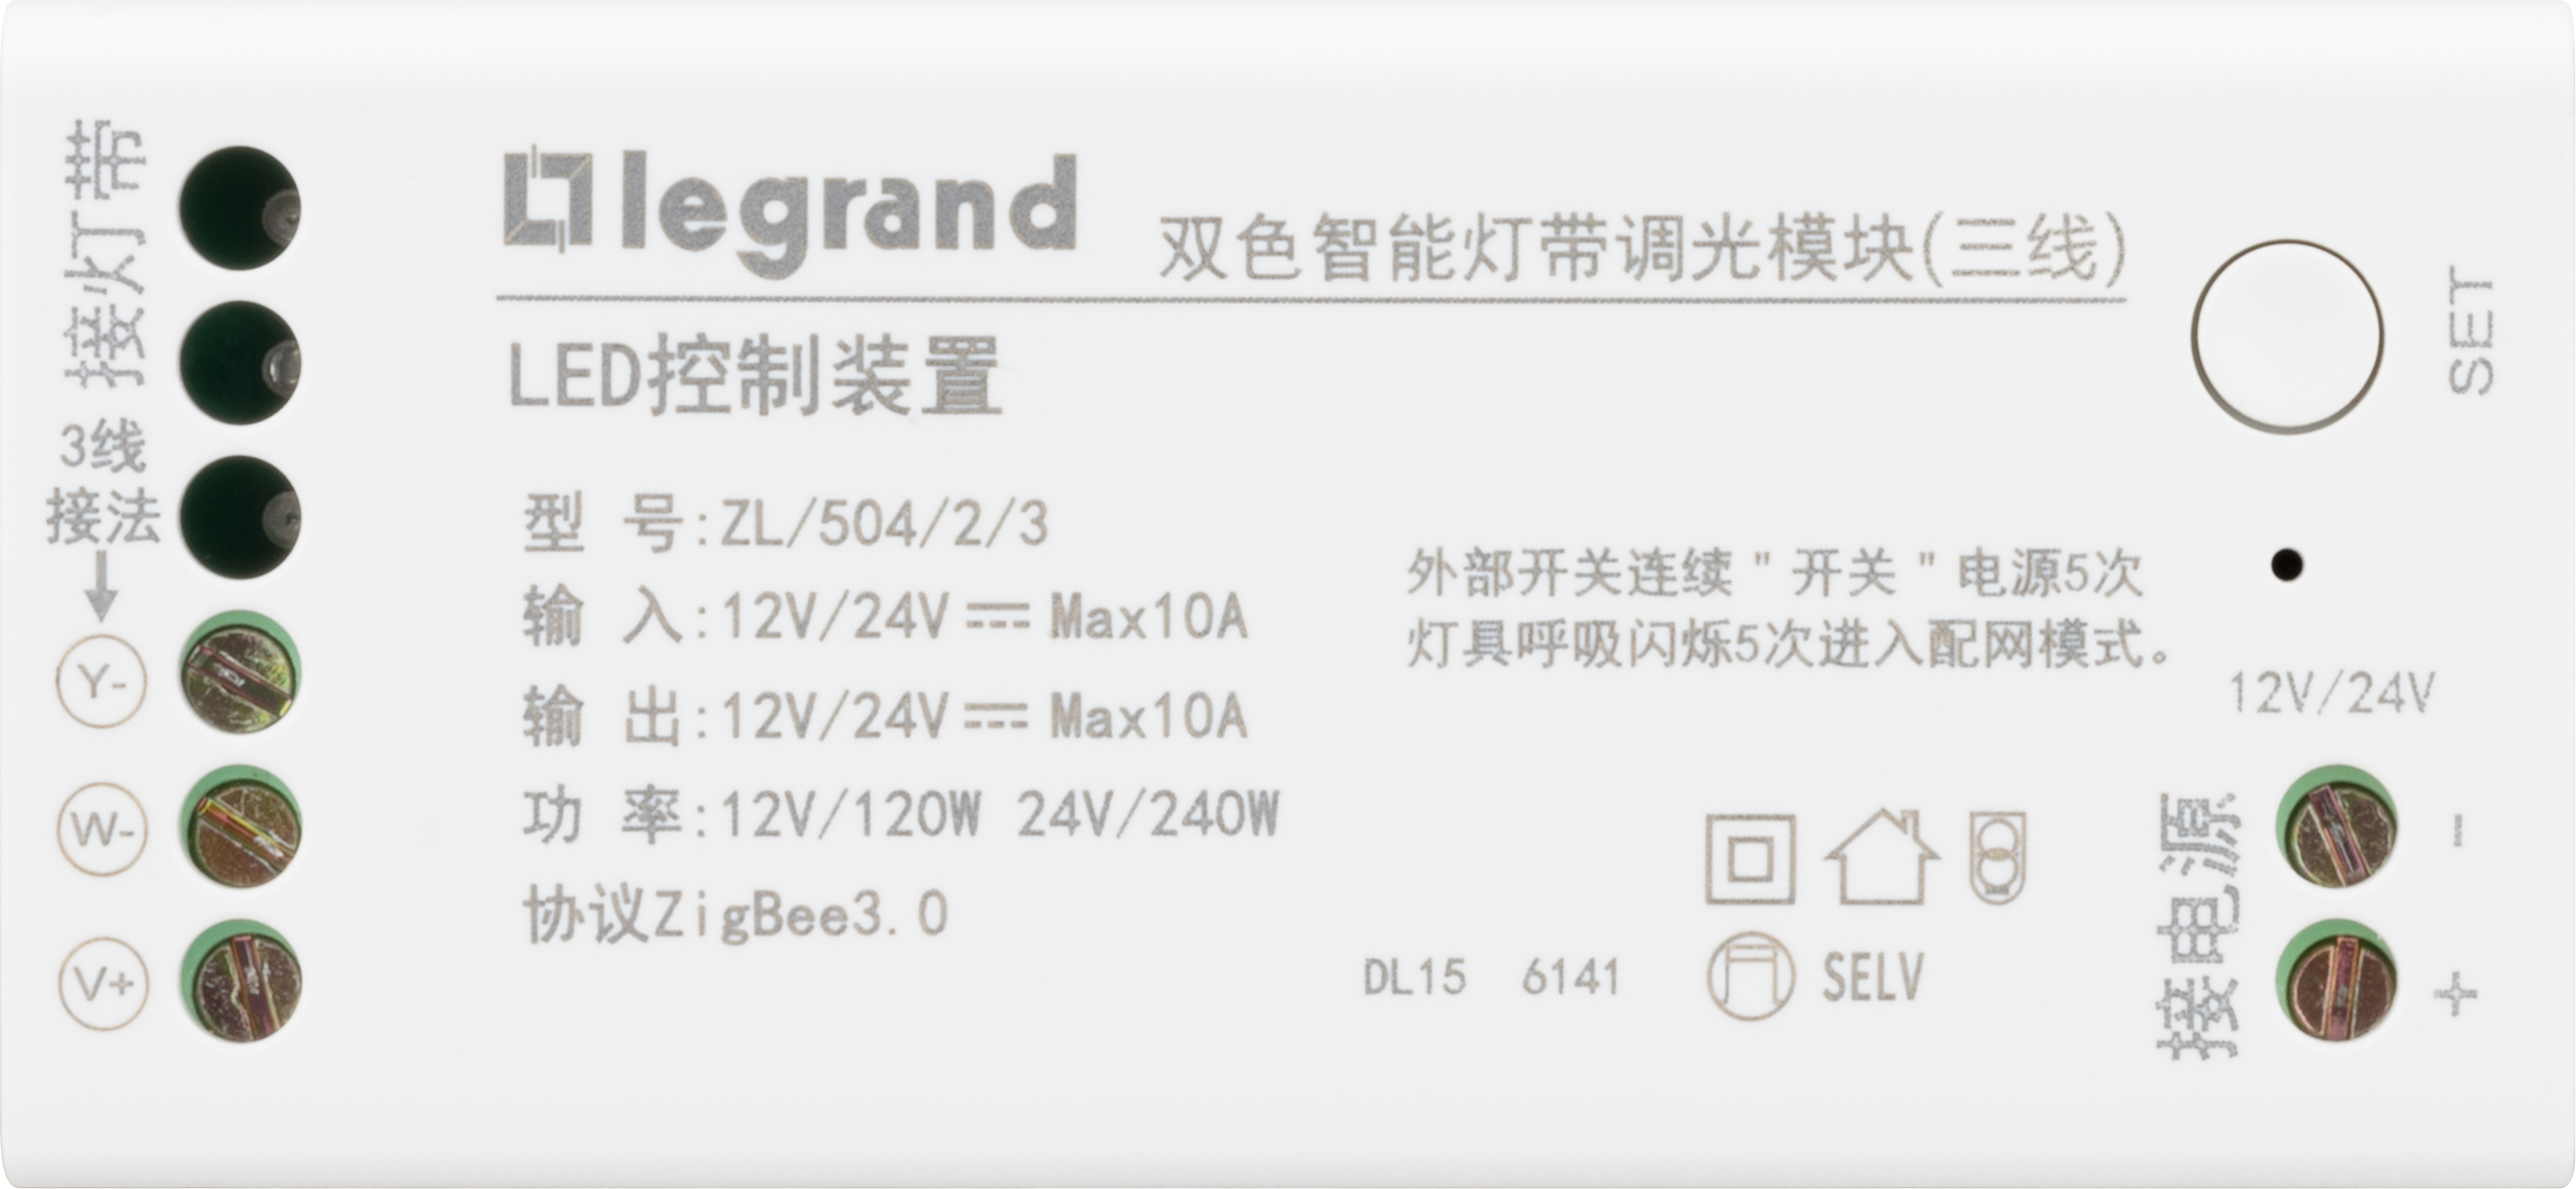 legrand 双色智能灯带调光模块(三线)
LED控制装置
型 号:ZL/504/2/3
输 入:12V/24V⎓Max10A
输 出:12V/24V⎓Max10A
功 率:12V/120W 24V/240W
协议ZigBee3.0
接灯带
3线
接法
Y-
W-
V+
外部开关连续"开关"电源5次
灯具呼吸闪烁5次进入配网模式。
DL15 6141
SELV
SET
12V/24V
接电源
-
+